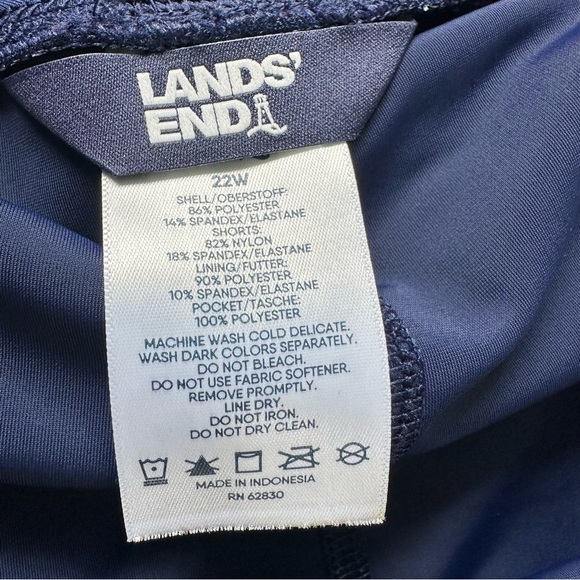 LANDS'
END
22W
SHELL/OBERSTOFF:
86% POLYESTER
14% SPANDEX/ELASTANE
SHORTS:
82% NYLON
18% SPANDEX/ELASTANE
LINING/FUTTER:
90% POLYESTER
10% SPANDEX/ELASTANE
POCKET/TASCHE:
100% POLYESTER
MACHINE WASH COLD DELICATE.
WASH DARK COLORS SEPARATELY.
DO NOT BLEACH.
DO NOT USE FABRIC SOFTENER.
REMOVE PROMPTLY.
LINE DRY.
DO NOT IRON.
DO NOT DRY CLEAN.
MADE IN INDONESIA
RN 62830